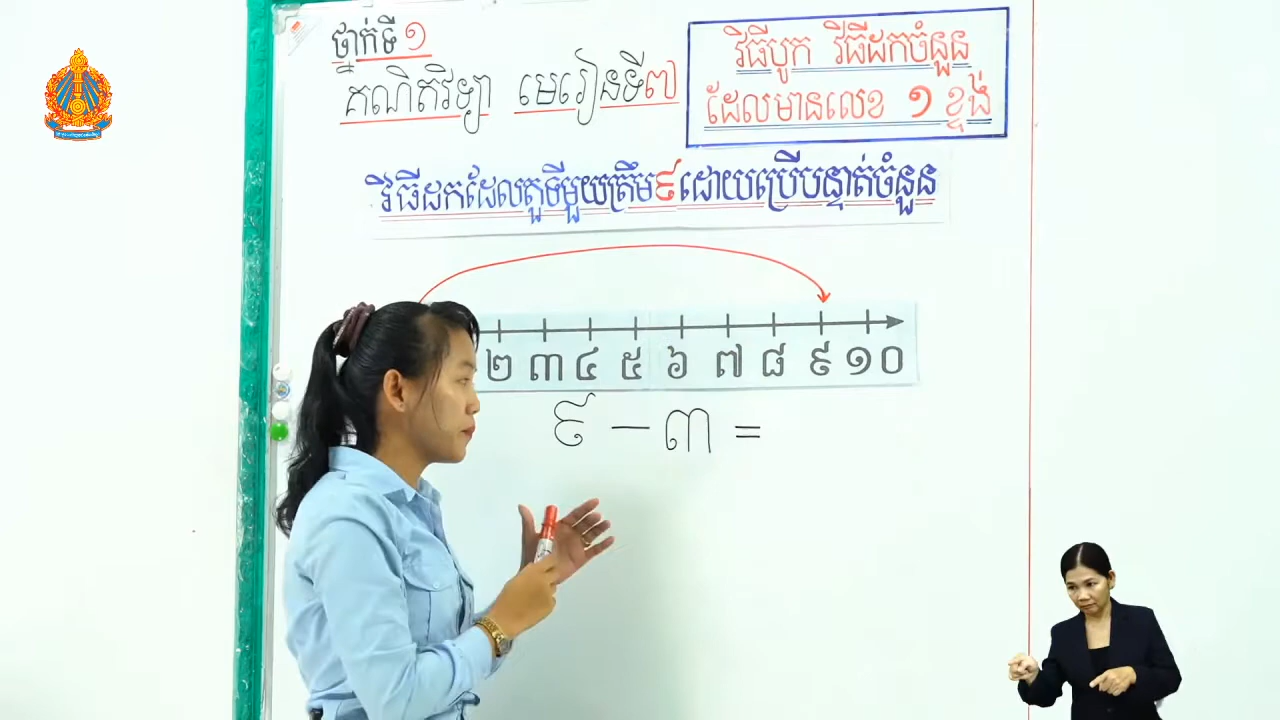 ថ្នាក់ទី ១
គណិតវិទ្យា មេរៀនទី៧
វិធីបូក វិធីដកចំនួន
ដែលមានលេខ ១ ខ្ទង់
វិធីដកដែលតួទីមួយត្រឹម៩ដោយប្រើបន្ទាត់ចំនួន
២ ៣ ៤ ៥ ៦ ៧ ៨ ៩ ១០
៩ - ៣ =